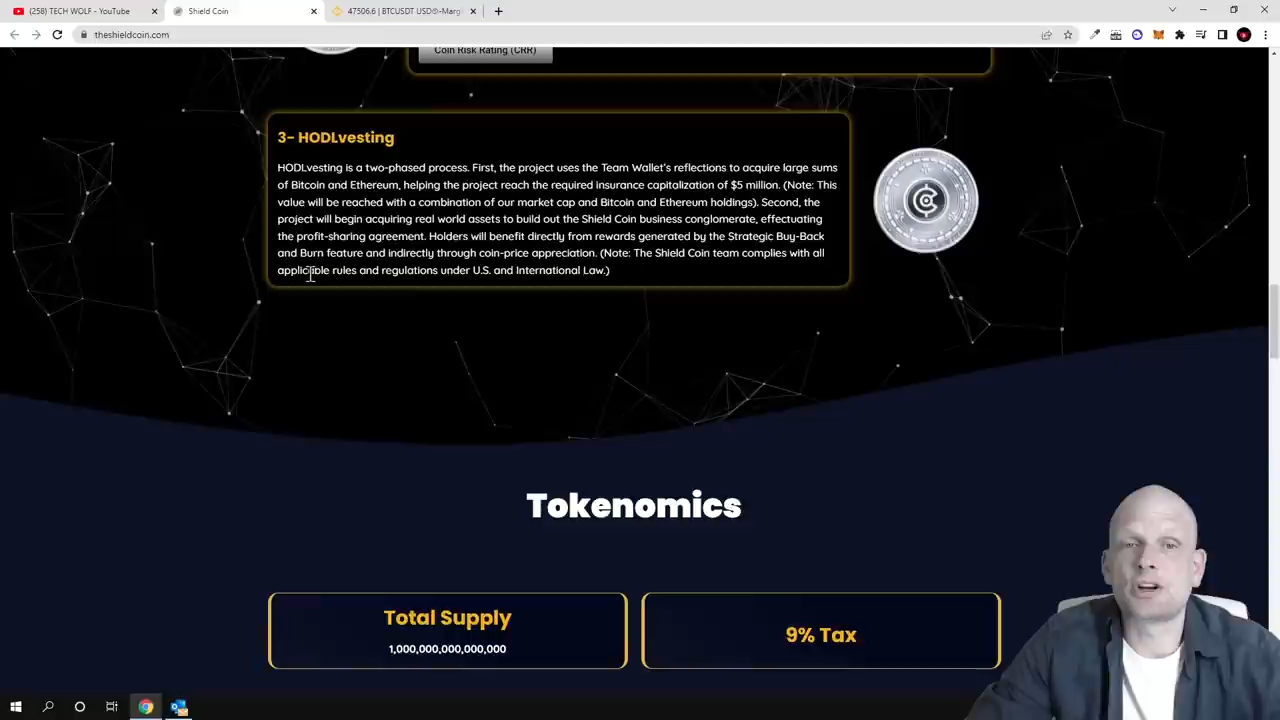 (258) TECH WOLF - YouTube
Shield Coin
47506.6 | BTCUSDT USDⓈ-Marg
theshieldcoin.com
Coin Risk Rating (CRR)
3- HODLvesting
HODLvesting is a two-phased process. First, the project uses the Team Wallet's reflections to acquire large sums
of Bitcoin and Ethereum, helping the project reach the required insurance capitalization of $5 million. (Note: This
value will be reached with a combination of our market cap and Bitcoin and Ethereum holdings). Second, the
project will begin acquiring real world assets to build out the Shield Coin business conglomerate, effectuating
the profit-sharing agreement. Holders will benefit directly from rewards generated by the Strategic Buy-Back
and Burn feature and indirectly through coin-price appreciation. (Note: The Shield Coin team complies with all
applicable rules and regulations under U.S. and International Law.)
Tokenomics
Total Supply
1,000,000,000,000,000
9% Tax